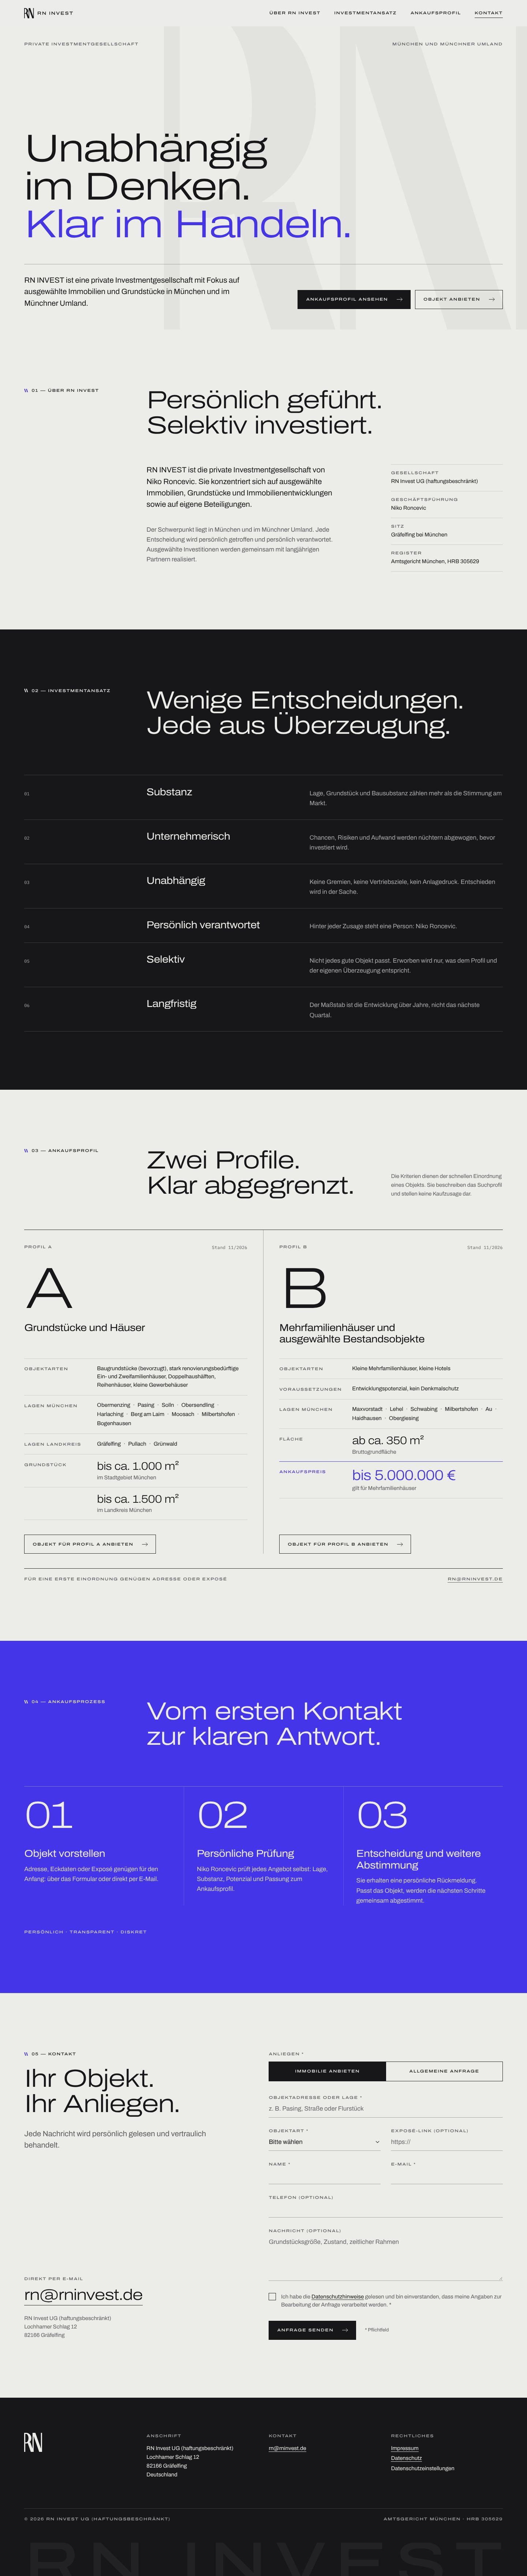 RN RN INVEST
ÜBER RN INVEST INVESTMENTANSATZ ANKAUFSPROFIL KONTAKT
PRIVATE INVESTMENTGESELLSCHAFT
MÜNCHEN UND MÜNCHNER UMLAND
RN
Unabhängig
im Denken.
Klar im Handeln.
RN INVEST ist eine private Investmentgesellschaft mit Fokus auf
ausgewählte Immobilien und Grundstücke in München und im
Münchner Umland.
ANKAUFSPROFIL ANSEHEN →
OBJEKT ANBIETEN →
01 — ÜBER RN INVEST
Persönlich geführt.
Selektiv investiert.
RN INVEST ist die private Investmentgesellschaft von
Niko Roncevic. Sie konzentriert sich auf ausgewählte
Immobilien, Grundstücke und Immobilienentwicklungen
sowie auf eigene Beteiligungen.
Der Schwerpunkt liegt in München und im Münchner Umland. Jede
Entscheidung wird persönlich getroffen und persönlich verantwortet.
Ausgewählte Investitionen werden gemeinsam mit langjährigen
Partnern realisiert.
GESELLSCHAFT
RN Invest UG (haftungsbeschränkt)
GESCHÄFTSFÜHRUNG
Niko Roncevic
SITZ
Gräfelfing bei München
REGISTER
Amtsgericht München, HRB 305629
02 — INVESTMENTANSATZ
Wenige Entscheidungen.
Jede aus Überzeugung.
01
Substanz
Lage, Grundstück und Bausubstanz zählen mehr als die Stimmung am
Markt.
02
Unternehmerisch
Chancen, Risiken und Aufwand werden nüchtern abgewogen, bevor
investiert wird.
03
Unabhängig
Keine Gremien, keine Vertriebsziele, kein Anlagedruck. Entschieden
wird in der Sache.
04
Persönlich verantwortet
Hinter jeder Zusage steht eine Person: Niko Roncevic.
05
Selektiv
Nicht jedes gute Objekt passt. Erworben wird nur, was dem Profil und
der eigenen Überzeugung entspricht.
06
Langfristig
Der Maßstab ist die Entwicklung über Jahre, nicht das nächste
Quartal.
03 — ANKAUFSPROFIL
Zwei Profile.
Klar abgegrenzt.
Die Kriterien dienen der schnellen Einordnung
eines Objekts. Sie beschreiben das Suchprofil
und stellen keine Kaufzusage dar.
PROFIL A
Stand 11/2026
A
Grundstücke und Häuser
OBJEKTARTEN
Baugrundstücke (bevorzugt), stark renovierungsbedürftige
Ein- und Zweifamilienhäuser, Doppelhaushälften,
Reihenhäuser, kleine Gewerbehäuser
LAGEN MÜNCHEN
Obermenzing · Pasing · Solln · Obersendling ·
Harlaching · Berg am Laim · Moosach · Milbertshofen ·
Bogenhausen
LAGEN LANDKREIS
Gräfelfing · Pullach · Grünwald
GRUNDSTÜCK
bis ca. 1.000 m²
im Stadtgebiet München
bis ca. 1.500 m²
im Landkreis München
OBJEKT FÜR PROFIL A ANBIETEN →
PROFIL B
Stand 11/2026
B
Mehrfamilienhäuser und
ausgewählte Bestandsobjekte
OBJEKTARTEN
Kleine Mehrfamilienhäuser, kleine Hotels
VORAUSSETZUNGEN
Entwicklungspotenzial, kein Denkmalschutz
LAGEN MÜNCHEN
Maxvorstadt · Lehel · Schwabing · Milbertshofen · Au ·
Haidhausen · Obergiesing
FLÄCHE
ab ca. 350 m²
Bruttogrundfläche
ANKAUFSPREIS
bis 5.000.000 €
gilt für Mehrfamilienhäuser
OBJEKT FÜR PROFIL B ANBIETEN →
FÜR EINE ERSTE EINORDNUNG GENÜGEN ADRESSE ODER EXPOSÉ
RN@RNINVEST.DE
04 — ANKAUFSPROZESS
Vom ersten Kontakt
zur klaren Antwort.
01
Objekt vorstellen
Adresse, Eckdaten oder Exposé genügen für den
Anfang: über das Formular oder direkt per E-Mail.
02
Persönliche Prüfung
Niko Roncevic prüft jedes Angebot selbst: Lage,
Substanz, Potenzial und Passung zum
Ankaufsprofil.
03
Entscheidung und weitere
Abstimmung
Sie erhalten eine persönliche Rückmeldung.
Passt das Objekt, werden die nächsten Schritte
gemeinsam abgestimmt.
PERSÖNLICH · TRANSPARENT · DISKRET
05 — KONTAKT
Ihr Objekt.
Ihr Anliegen.
Jede Nachricht wird persönlich gelesen und vertraulich
behandelt.
DIREKT PER E-MAIL
rn@rninvest.de
RN Invest UG (haftungsbeschränkt)
Lochhamer Schlag 12
82166 Gräfelfing
ANLIEGEN *
IMMOBILIE ANBIETEN
ALLGEMEINE ANFRAGE
OBJEKTADRESSE ODER LAGE *
z. B. Pasing, Straße oder Flurstück
OBJEKTART *
Bitte wählen
EXPOSÉ-LINK (OPTIONAL)
https://
NAME *
E-MAIL *
TELEFON (OPTIONAL)
NACHRICHT (OPTIONAL)
Grundstücksgröße, Zustand, zeitlicher Rahmen
Ich habe die Datenschutzhinweise gelesen und bin einverstanden, dass meine Angaben zur
Bearbeitung der Anfrage verarbeitet werden. *
ANFRAGE SENDEN →
* Pflichtfeld
RN
ANSCHRIFT
RN Invest UG (haftungsbeschränkt)
Lochhamer Schlag 12
82166 Gräfelfing
Deutschland
KONTAKT
rn@rninvest.de
RECHTLICHES
Impressum
Datenschutz
Datenschutzeinstellungen
© 2026 RN INVEST UG (HAFTUNGSBESCHRÄNKT)
AMTSGERICHT MÜNCHEN · HRB 305629
RN INVEST